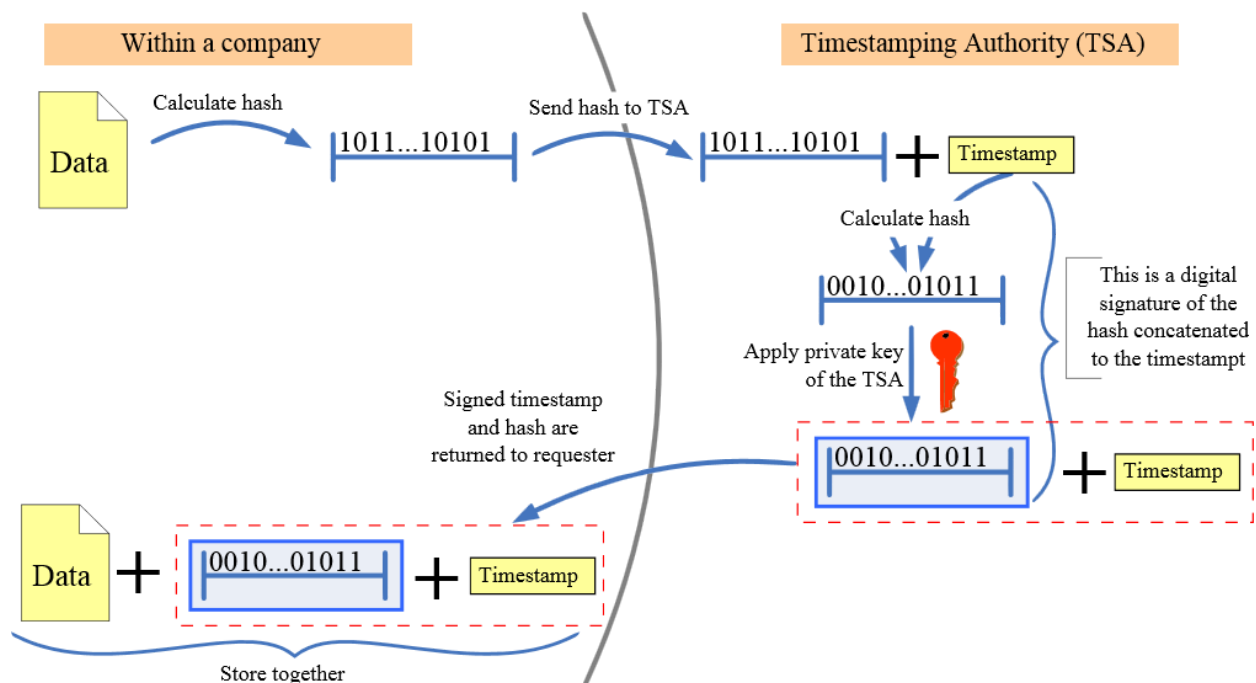 Within a company
Timestamping Authority (TSA)
Calculate hash
Send hash to TSA
Data
1011...10101
1011...10101
Timestamp
Calculate hash
0010...01011
This is a digital
signature of the
hash concatenated
to the timestampt
Apply private key
of the TSA
Signed timestamp
and hash are
returned to requester
0010...01011
Timestamp
Data
0010...01011
Timestamp
Store together